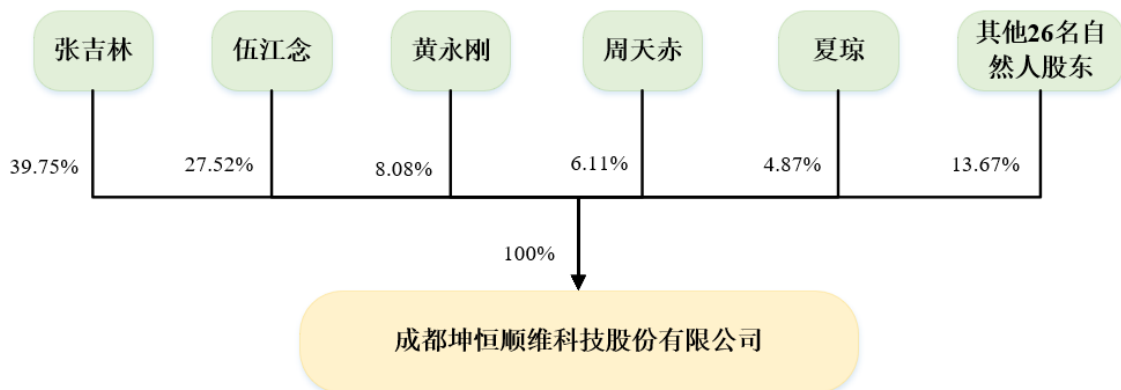 张吉林
伍江念
黄永刚
周天赤
夏琼
其他26名自
然人股东
39.75%
27.52%
8.08%
6.11%
4.87%
13.67%
100%
成都坤恒顺维科技股份有限公司